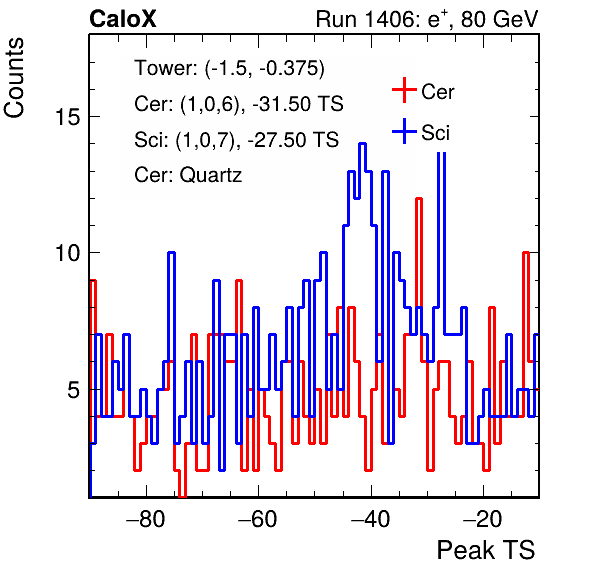 CaloX Run 1406: e⁺, 80 GeV
Counts
Tower: (-1.5, -0.375)
Cer: (1,0,6), -31.50 TS
Sci: (1,0,7), -27.50 TS
Cer: Quartz
Cer
Sci
15
10
5
−80 −60 −40 −20
Peak TS